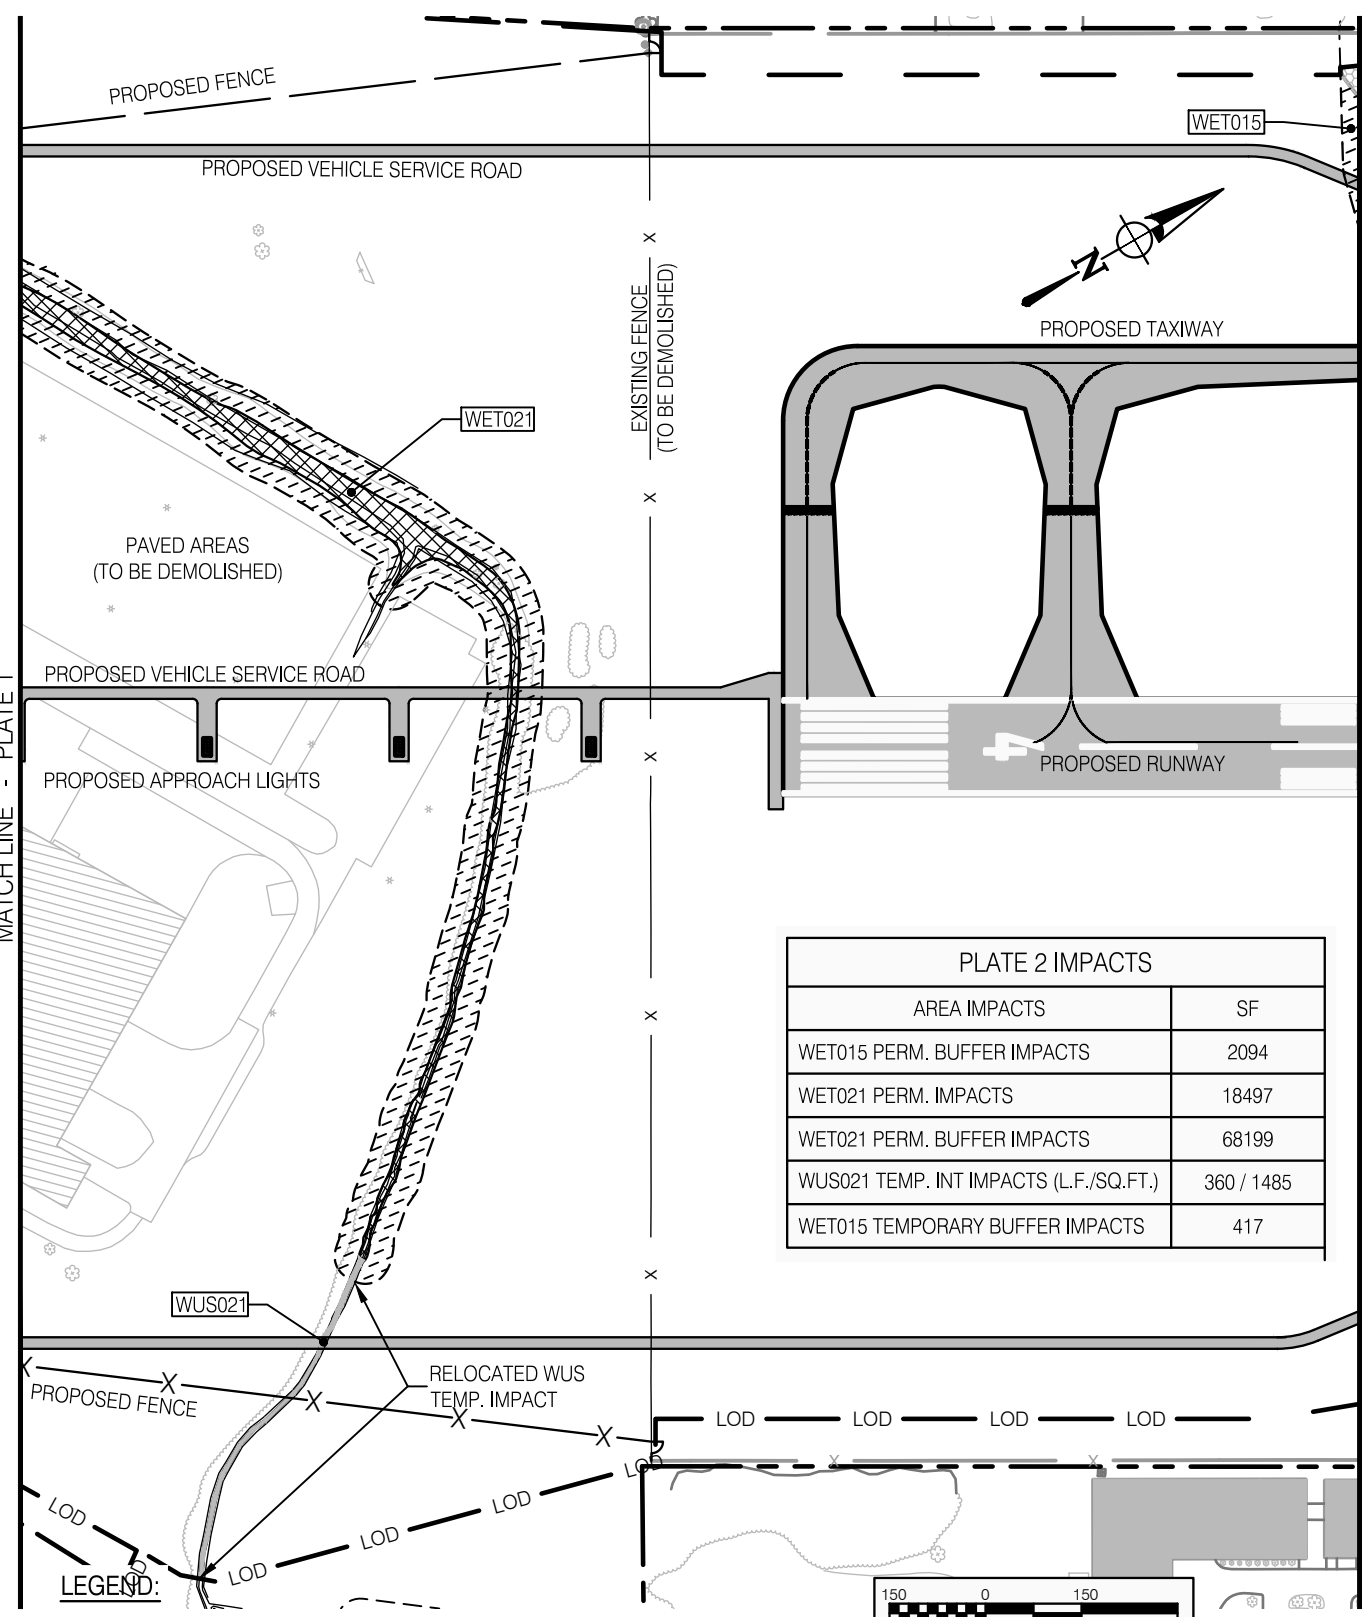 PROPOSED FENCE
WET015
PROPOSED VEHICLE SERVICE ROAD
X
EXISTING FENCE
(TO BE DEMOLISHED)
N
PROPOSED TAXIWAY
WET021
X
PAVED AREAS
(TO BE DEMOLISHED)
PROPOSED VEHICLE SERVICE ROAD
MATCH LINE - PLATE 1
X
PROPOSED APPROACH LIGHTS
PROPOSED RUNWAY
PLATE 2 IMPACTS
AREA IMPACTS SF
WET015 PERM. BUFFER IMPACTS 2094
WET021 PERM. IMPACTS 18497
WET021 PERM. BUFFER IMPACTS 68199
WUS021 TEMP. INT IMPACTS (L.F./SQ.FT.) 360 / 1485
WET015 TEMPORARY BUFFER IMPACTS 417
X
X
WUS021
RELOCATED WUS
TEMP. IMPACT
X X X X X
PROPOSED FENCE
LOD LOD LOD LOD
LOD
X X
LOD
LOD
LOD
LOD
LOD
LEGEND:
150 0 150